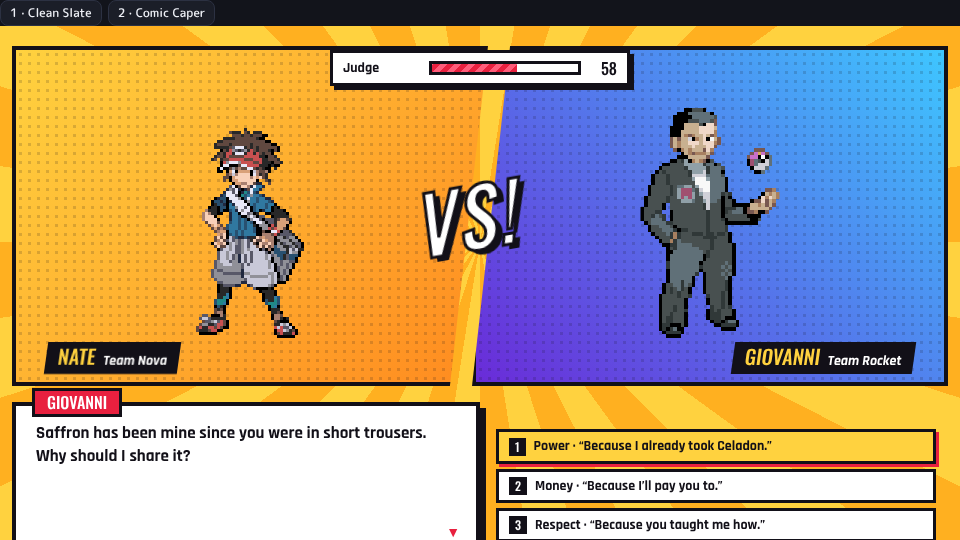 1 · Clean Slate
2 · Comic Caper
Judge
58
VS!
NATE Team Nova
GIOVANNI Team Rocket
GIOVANNI
Saffron has been mine since you were in short trousers.
Why should I share it?
1 Power · “Because I already took Celadon.”
2 Money · “Because I’ll pay you to.”
3 Respect · “Because you taught me how.”